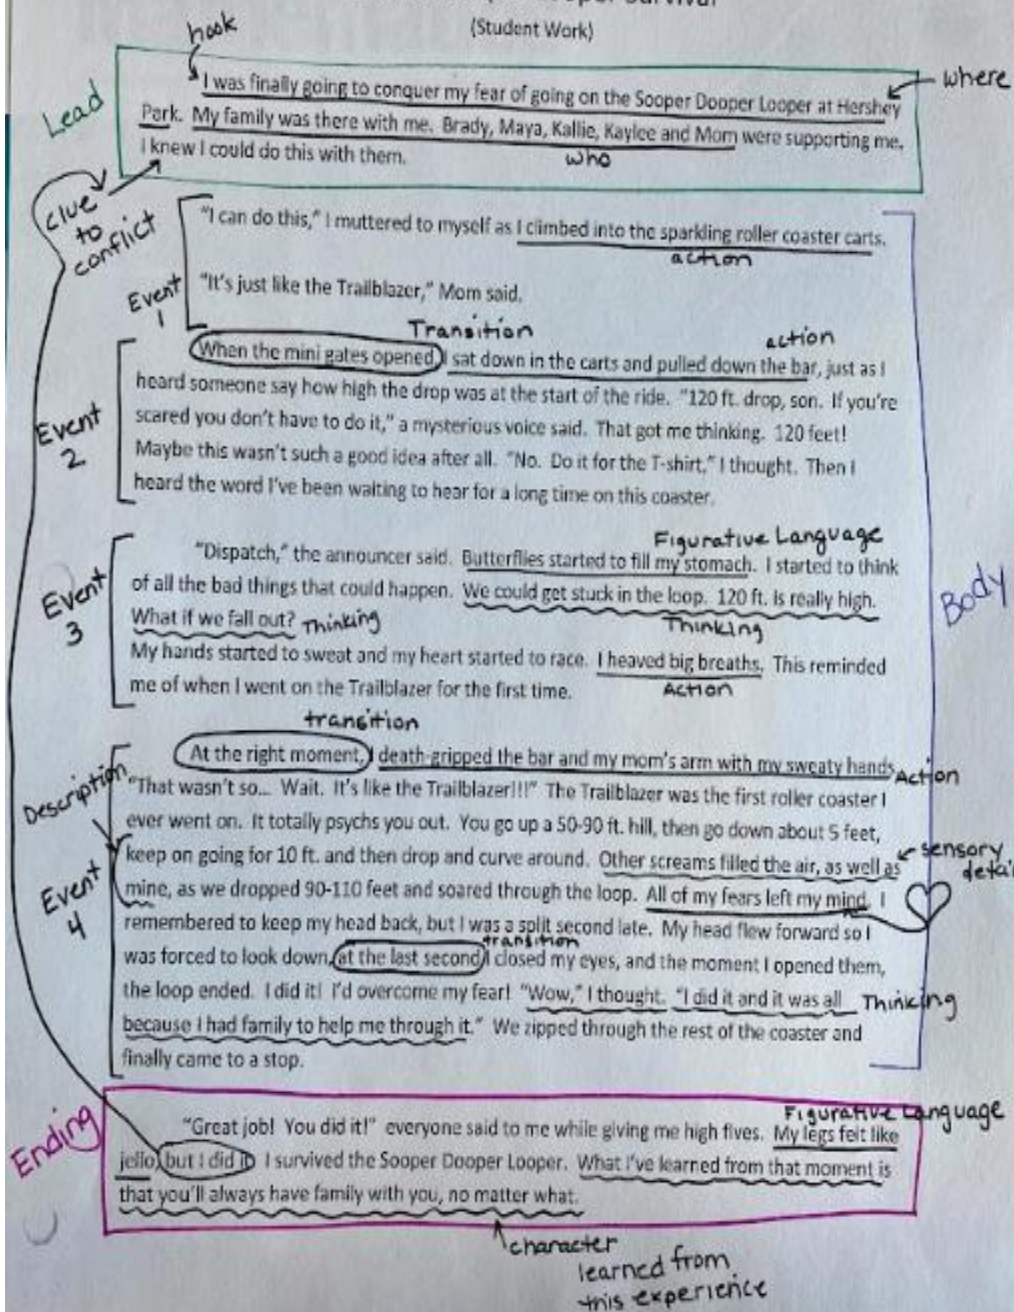 (Student Work)
hook
where
Lead
I was finally going to conquer my fear of going on the Sooper Dooper Looper at Hershey
Park. My family was there with me. Brady, Maya, Kallie, Kaylee and Mom were supporting me.
I knew I could do this with them.
who
clue
to
conflict
"I can do this," I muttered to myself as I climbed into the sparkling roller coaster carts.
action
Event
1
"It's just like the Trailblazer," Mom said.
Transition
action
When the mini gates opened I sat down in the carts and pulled down the bar, just as I
heard someone say how high the drop was at the start of the ride. "120 ft. drop, son. If you're
scared you don't have to do it," a mysterious voice said. That got me thinking. 120 feet!
Maybe this wasn't such a good idea after all. "No. Do it for the T-shirt," I thought. Then I
heard the word I've been waiting to hear for a long time on this coaster.
Event
2
Figurative Language
"Dispatch," the announcer said. Butterflies started to fill my stomach. I started to think
of all the bad things that could happen. We could get stuck in the loop. 120 ft. is really high.
What if we fall out? Thinking
Thinking
My hands started to sweat and my heart started to race. I heaved big breaths. This reminded
me of when I went on the Trailblazer for the first time.
Action
Event
3
Body
transition
At the right moment, I death-gripped the bar and my mom's arm with my sweaty hands.
Action
Description
"That wasn't so... Wait. It's like the Trailblazer!!!" The Trailblazer was the first roller coaster I
ever went on. It totally psychs you out. You go up a 50-90 ft. hill, then go down about 5 feet,
keep on going for 10 ft. and then drop and curve around. Other screams filled the air, as well as
sensory
detai
mine, as we dropped 90-110 feet and soared through the loop. All of my fears left my mind. I
remembered to keep my head back, but I was a split second late. My head flew forward so I
transition
was forced to look down, at the last second I closed my eyes, and the moment I opened them,
the loop ended. I did it! I'd overcome my fear! "Wow," I thought. "I did it and it was all
Thinking
because I had family to help me through it." We zipped through the rest of the coaster and
finally came to a stop.
Event
4
Ending
Figurative Language
"Great job! You did it!" everyone said to me while giving me high fives. My legs felt like
jello, but I did it I survived the Sooper Dooper Looper. What I've learned from that moment is
that you'll always have family with you, no matter what.
character
learned from
this experience